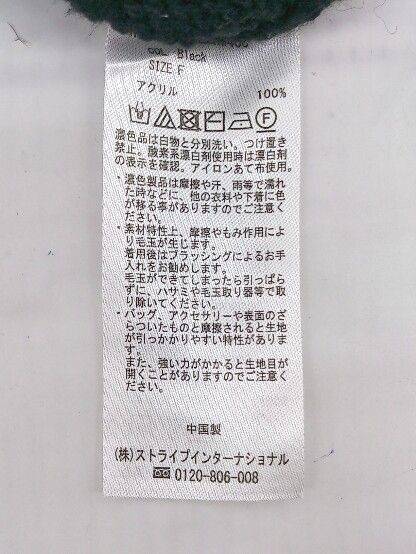 COL Black
SIZE F
アクリル 100%
F
濃色品は白物と分別洗い。つけ置き
禁止。酸素系漂白剤使用時は漂白剤
の表示を確認。アイロンあて布使用。
・濃色製品は摩擦や汗、雨等で濡れ
た時などに、他の衣料や下着に色
が移る事がありますのでご注意く
ださい。
・素材特性上、摩擦やもみ作用によ
り毛玉が生じます。
着用後はブラッシングによるお手
入れをお勧めします。
毛玉ができてしまったら引っぱら
ずに、ハサミや毛玉取り器等で取
り除いてください。
・バッグ、アクセサリーや表面のざ
らついたものと摩擦されると生地
が引っかかりやすい特性がありま
す。
また、強い力がかかると生地目が
開くことがありますのでご注意く
ださい。
中国製
(株)ストライプインターナショナル
0120-806-008